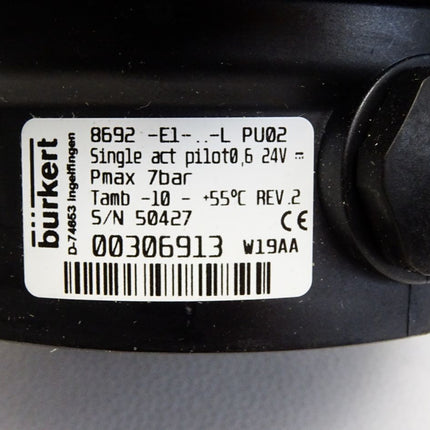 bürkert
D-74653 Ingelfingen
8692 -E1-..-L PU02
Single act pilot0,6 24V ⎓
Pmax 7bar
Tamb -10 - +55°C REV.2
S/N 50427 CE
00306913 W19AA